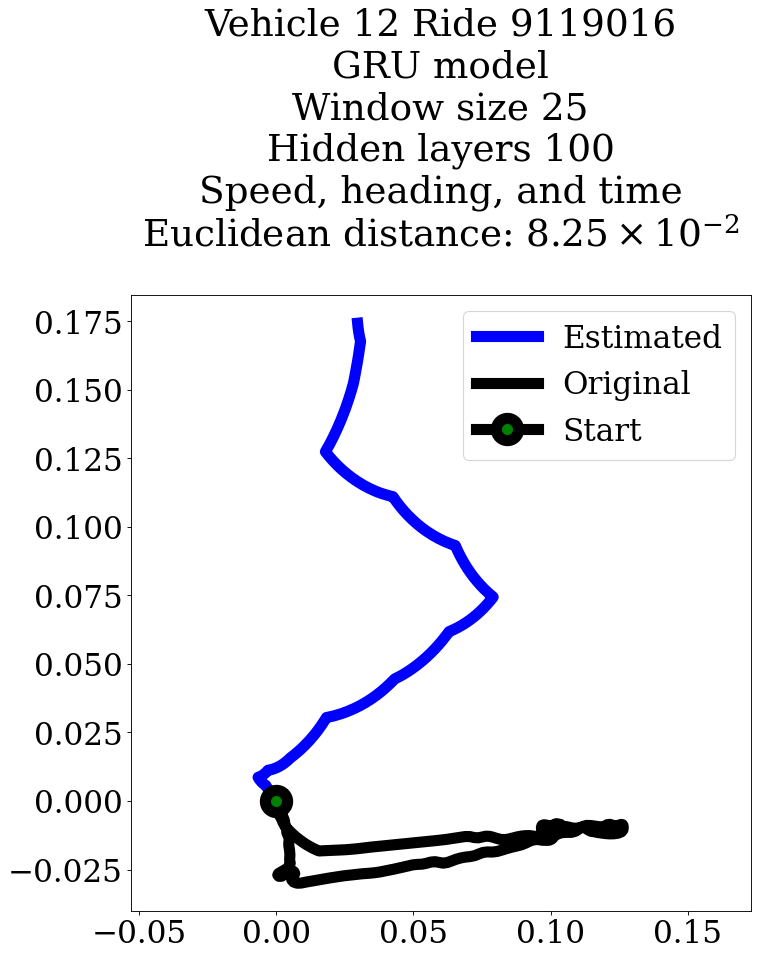 Vehicle 12 Ride 9119016
GRU model
Window size 25
Hidden layers 100
Speed, heading, and time
Euclidean distance: 8.25 × 10⁻²
Estimated
Original
Start
0.175
0.150
0.125
0.100
0.075
0.050
0.025
0.000
−0.025
−0.05 0.00 0.05 0.10 0.15